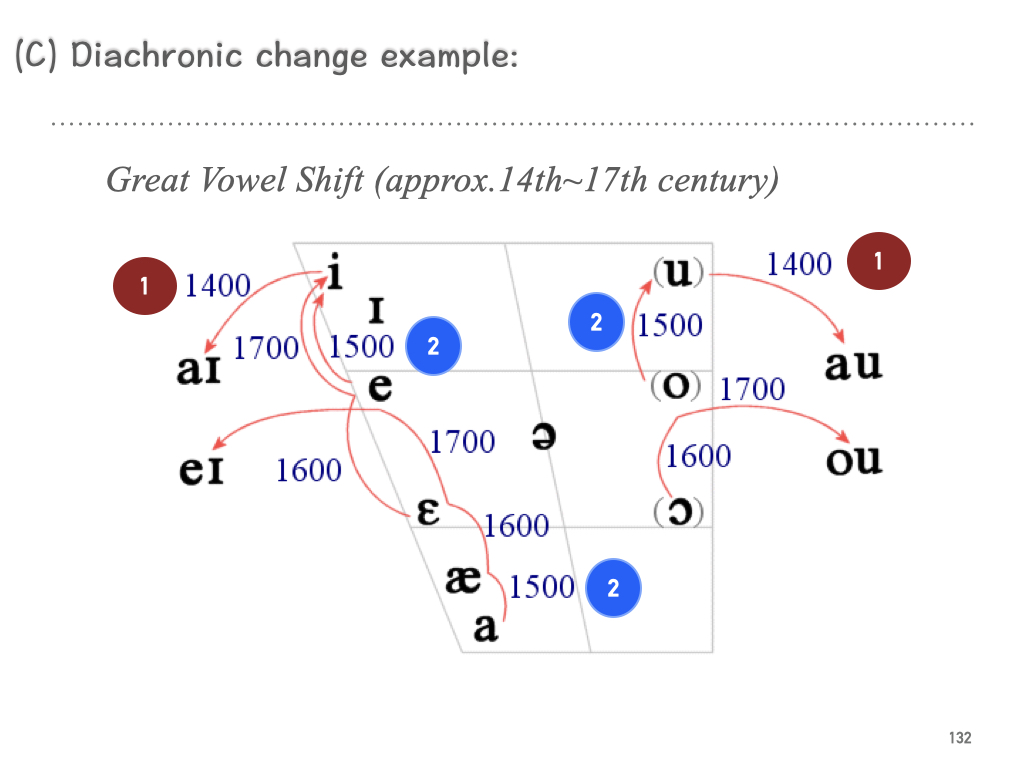 (C) Diachronic change example:
Great Vowel Shift (approx.14th~17th century)
1 1400 i (u) 1400 1
ɪ 2 1500
aɪ 1700 1500 2 au
e (o) 1700
eɪ 1600 1700 ə 1600 ou
ɛ (ɔ)
1600
æ 1500 2
a
132